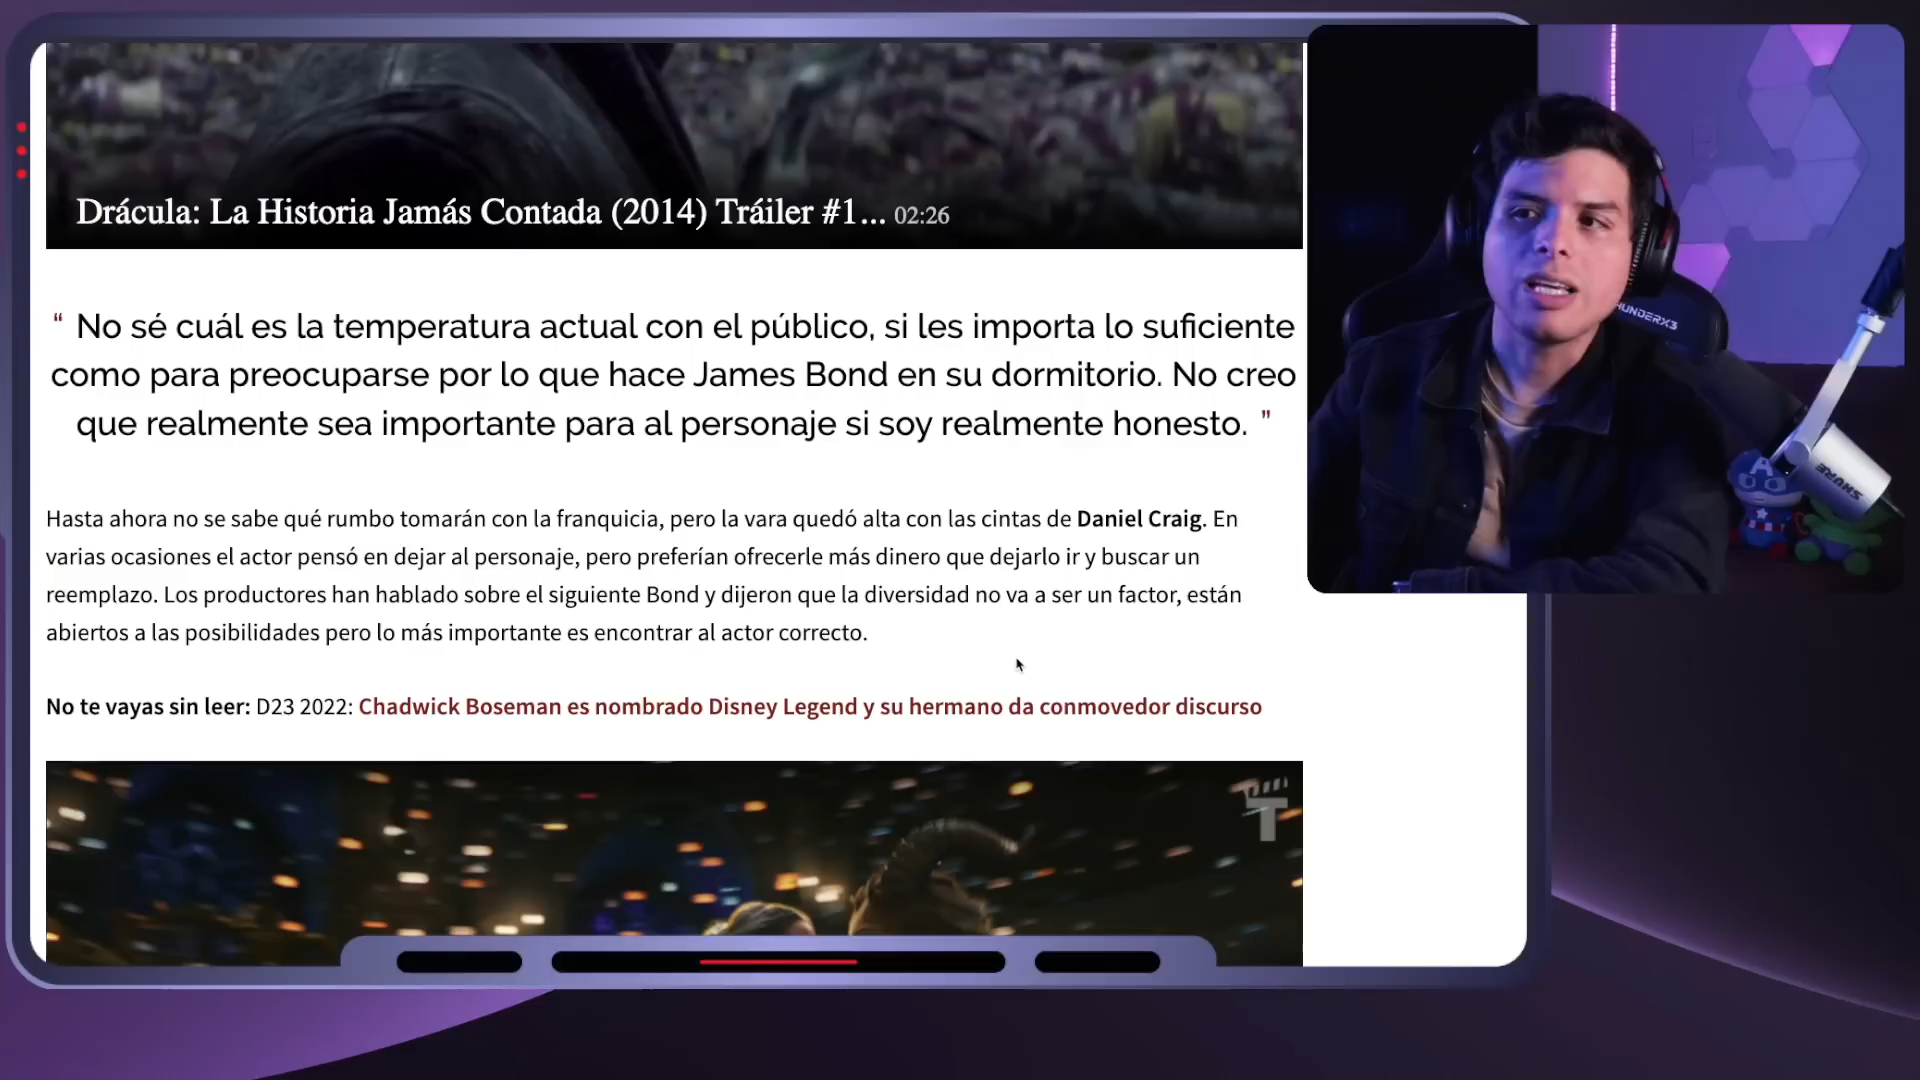 Drácula: La Historia Jamás Contada (2014) Tráiler #1... 02:26
“ No sé cuál es la temperatura actual con el público, si les importa lo suficiente
como para preocuparse por lo que hace James Bond en su dormitorio. No creo
que realmente sea importante para al personaje si soy realmente honesto. ”
Hasta ahora no se sabe qué rumbo tomarán con la franquicia, pero la vara quedó alta con las cintas de Daniel Craig. En
varias ocasiones el actor pensó en dejar al personaje, pero preferían ofrecerle más dinero que dejarlo ir y buscar un
reemplazo. Los productores han hablado sobre el siguiente Bond y dijeron que la diversidad no va a ser un factor, están
abiertos a las posibilidades pero lo más importante es encontrar al actor correcto.
No te vayas sin leer: D23 2022: Chadwick Boseman es nombrado Disney Legend y su hermano da conmovedor discurso
T
HUNDERX3
A
SHURE